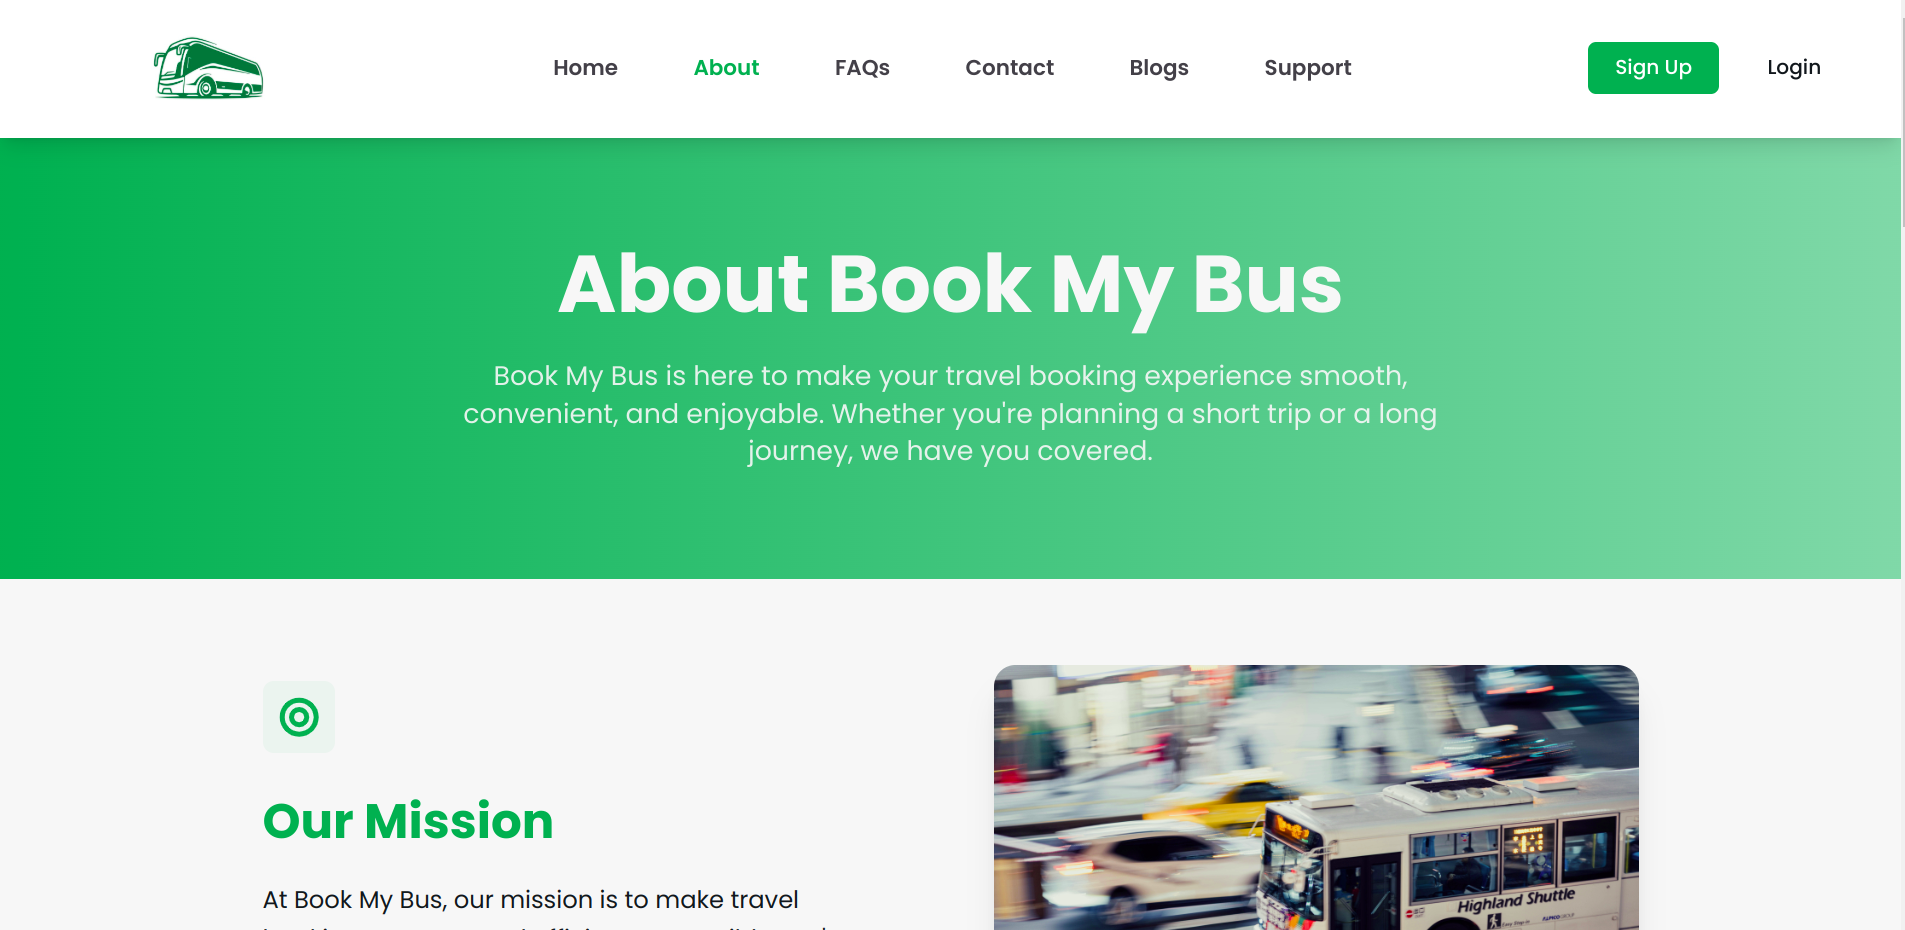 Home About FAQs Contact Blogs Support Sign Up Login
About Book My Bus
Book My Bus is here to make your travel booking experience smooth,
convenient, and enjoyable. Whether you're planning a short trip or a long
journey, we have you covered.
Our Mission
At Book My Bus, our mission is to make travel
Highland Shuttle